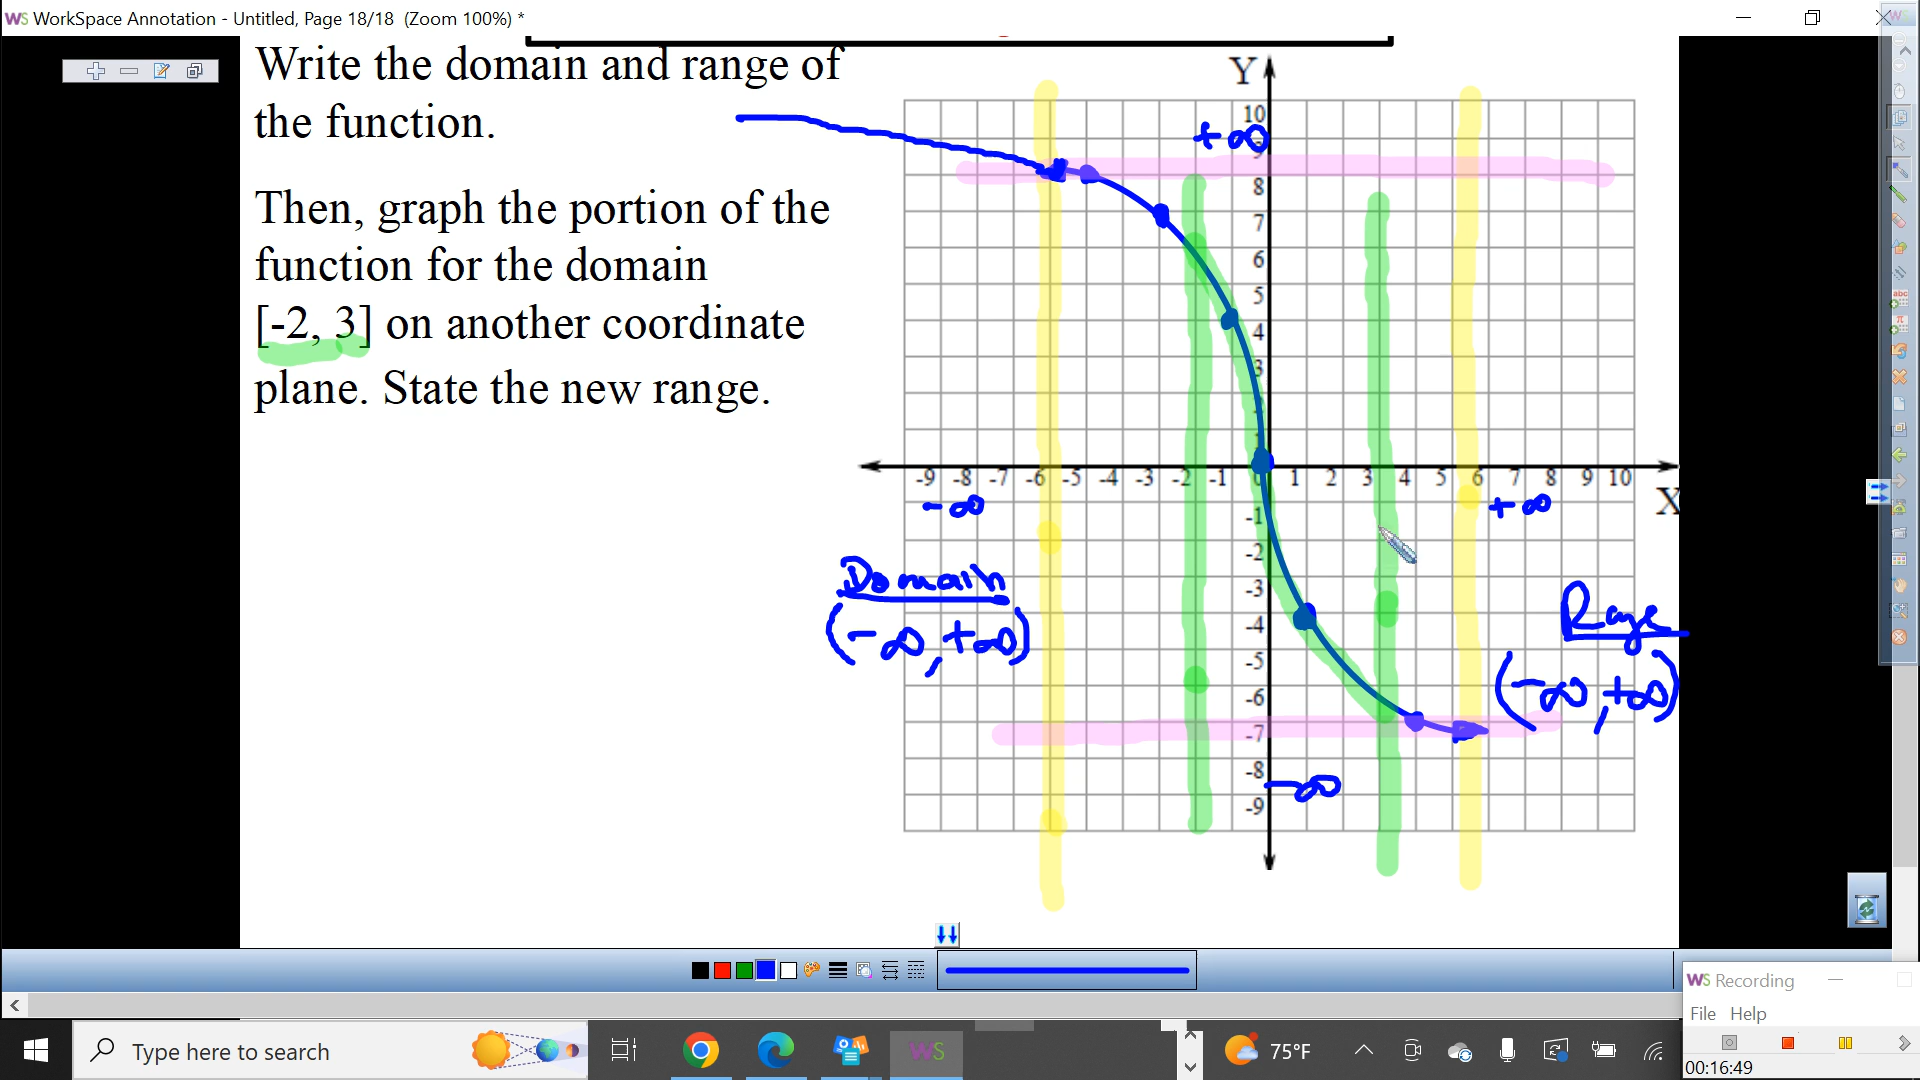 WS WorkSpace Annotation - Untitled, Page 18/18 (Zoom 100%) *
Write the domain and range of
the function.
Then, graph the portion of the
function for the domain
[-2, 3] on another coordinate
plane. State the new range.
Y
10
+∞
9
8
7
6
5
4
3
1
-9 -8 -7 -6 -5 -4 -3 -2 -1 0 1 2 3 4 5 6 7 8 9 10
X
-∞
+∞
-1
-2
-3
-4
-5
-6
-7
-8
-9
Domain
(-∞, +∞)
Range
(-∞, +∞)
-∞
WS Recording
File Help
00:16:49
Type here to search
WS
75°F